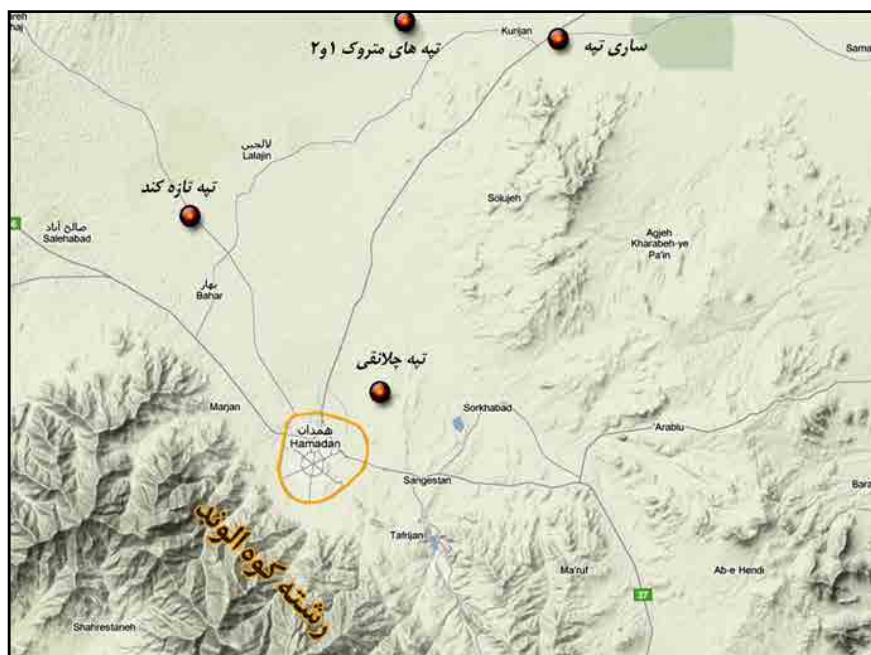 تپه های متروک ۱و۲
Kurijan
ساری تپه
Sama
لالجین
Lalajin
تپه تازه کند
Solujeh
صالح آباد
Salehabad
Agjeh
Kharabeh-ye
Pa'in
بهار
Bahar
تپه چلانقی
Marjan
Sorkhabad
'Arablu
همدان
Hamadan
Sangestan
Bara
Tafrijan
رشته کوه الوند
Ma'ruf
Ab-e Hendi
37
Shahrestaneh